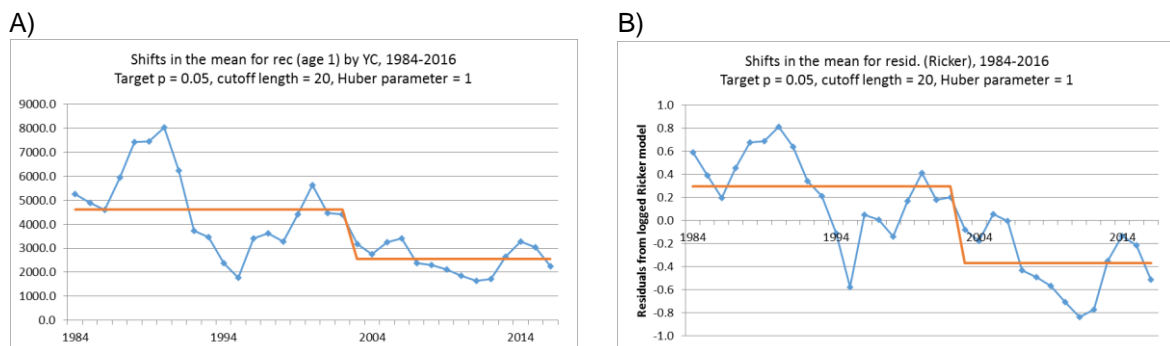 A)
Shifts in the mean for rec (age 1) by YC, 1984-2016
Target p = 0.05, cutoff length = 20, Huber parameter = 1
9000.0
8000.0
7000.0
6000.0
5000.0
4000.0
3000.0
2000.0
1000.0
0.0
1984 1994 2004 2014
B)
Shifts in the mean for resid. (Ricker), 1984-2016
Target p = 0.05, cutoff length = 20, Huber parameter = 1
Residuals from logged Ricker model
1.0
0.8
0.6
0.4
0.2
0.0
-0.2
-0.4
-0.6
-0.8
-1.0
1984 1994 2004 2014